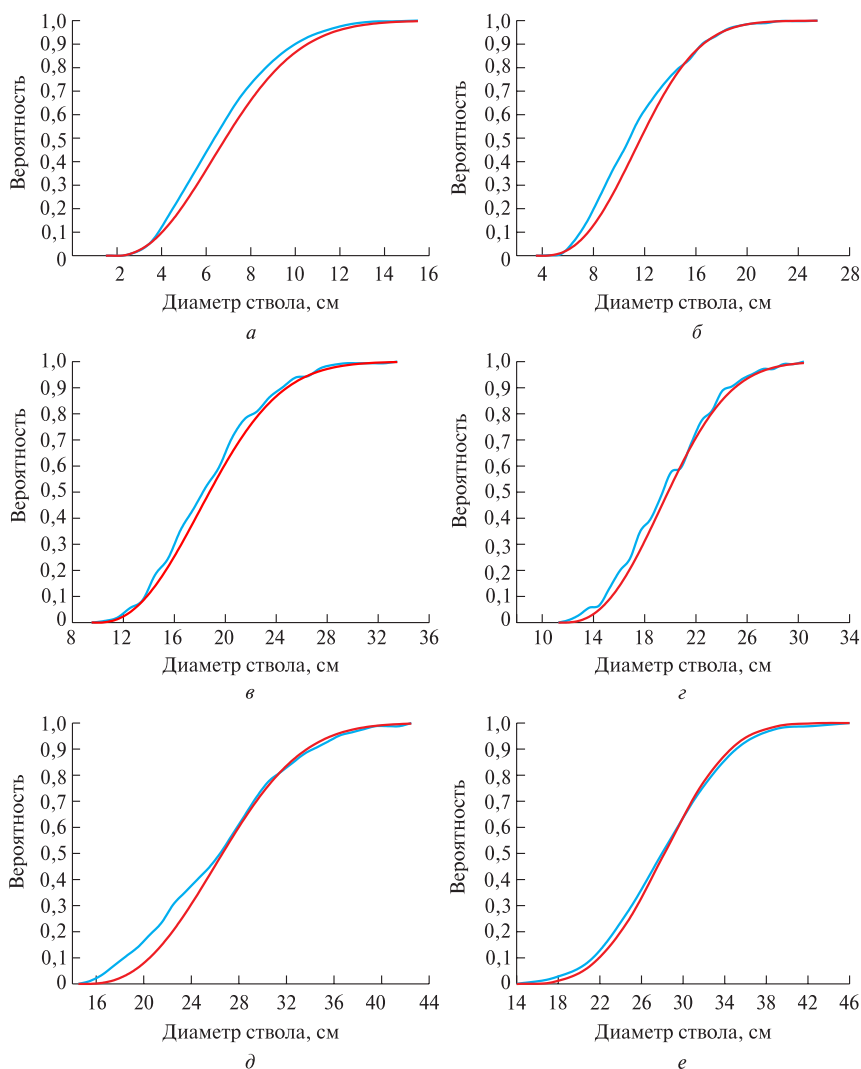 1,0
0,9
0,8
0,7
0,6
0,5
0,4
0,3
0,2
0,1
0
Вероятность
2 4 6 8 10 12 14 16
Диаметр ствола, см
а
1,0
0,9
0,8
0,7
0,6
0,5
0,4
0,3
0,2
0,1
0
Вероятность
4 8 12 16 20 24 28
Диаметр ствола, см
б
1,0
0,9
0,8
0,7
0,6
0,5
0,4
0,3
0,2
0,1
0
Вероятность
8 12 16 20 24 28 32 36
Диаметр ствола, см
в
1,0
0,9
0,8
0,7
0,6
0,5
0,4
0,3
0,2
0,1
0
Вероятность
10 14 18 22 26 30 34
Диаметр ствола, см
г
1,0
0,9
0,8
0,7
0,6
0,5
0,4
0,3
0,2
0,1
0
Вероятность
16 20 24 28 32 36 40 44
Диаметр ствола, см
д
1,0
0,9
0,8
0,7
0,6
0,5
0,4
0,3
0,2
0,1
0
Вероятность
14 18 22 26 30 34 38 42 46
Диаметр ствола, см
е